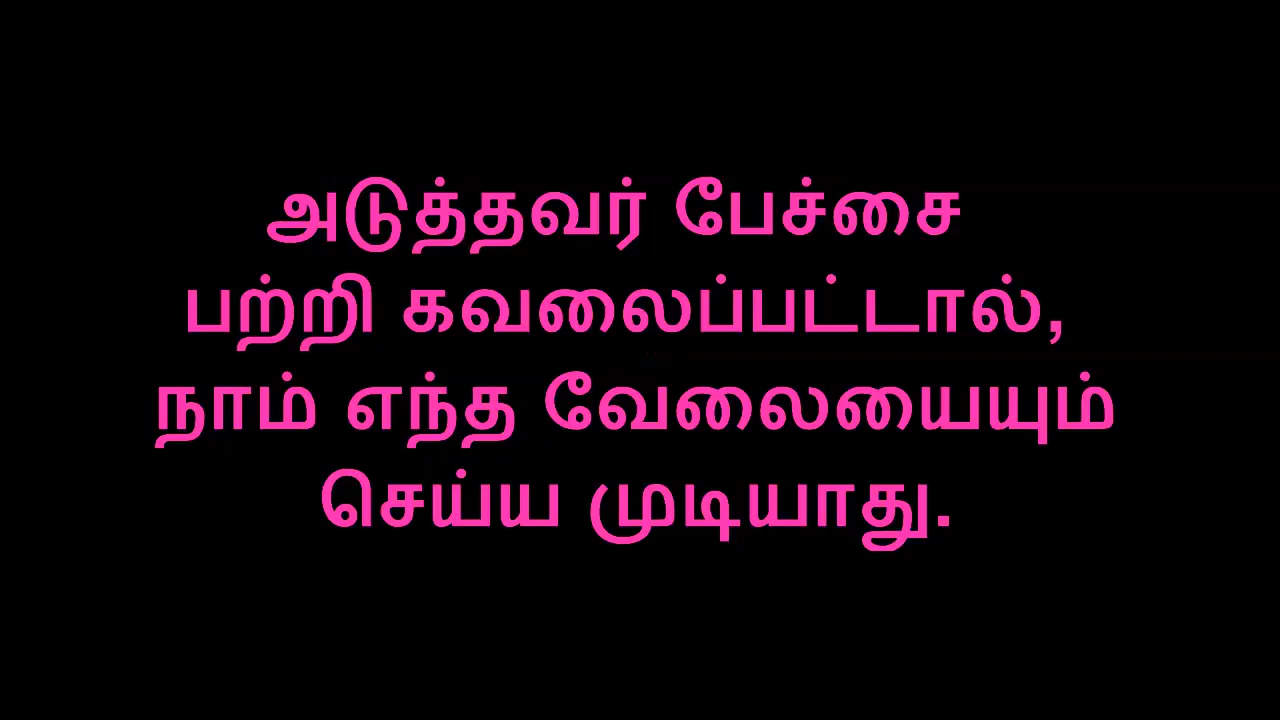 அடுத்தவர் பேச்சை
பற்றி கவலைப்பட்டால்,
நாம் எந்த வேலையையும்
செய்ய முடியாது.